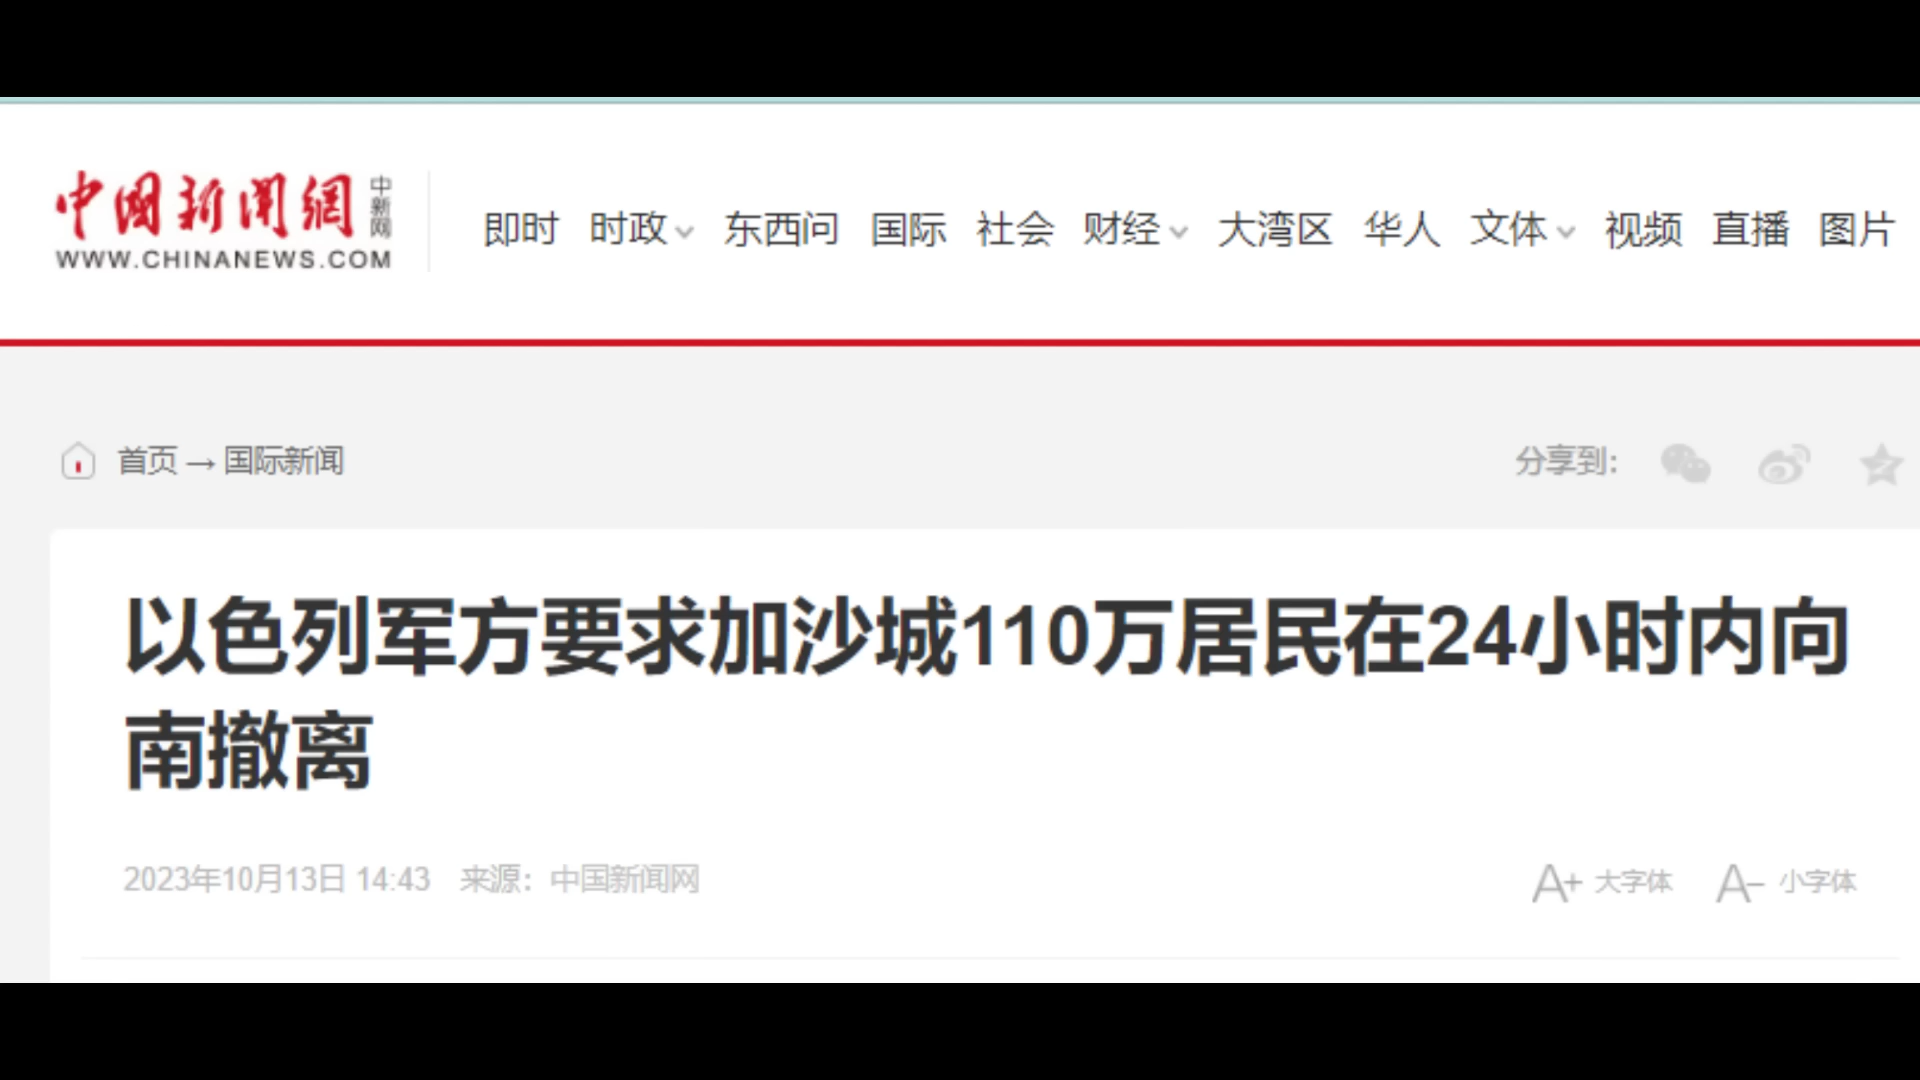 中國新聞網
中新网
WWW.CHINANEWS.COM
即时 时政 东西问 国际 社会 财经 大湾区 华人 文体 视频 直播 图片
首页→国际新闻
分享到:
以色列军方要求加沙城110万居民在24小时内向
南撤离
2023年10月13日 14:43 来源：中国新闻网
A+ 大字体 A- 小字体